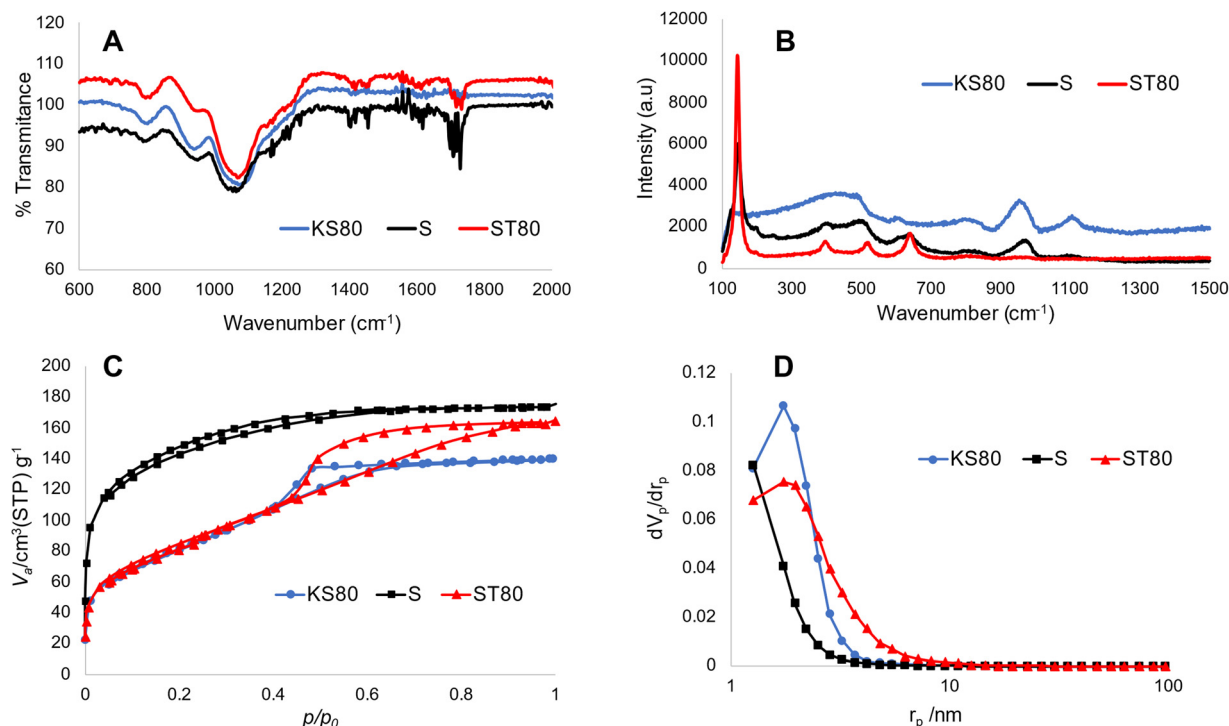 A
120
110
100
90
80
70
60
% Transmitance
KS80 S ST80
600 800 1000 1200 1400 1600 1800 2000
Wavenumber (cm⁻¹)
B
12000
10000
8000
6000
4000
2000
0
Intensity (a.u)
KS80 S ST80
100 300 500 700 900 1100 1300 1500
Wavenumber (cm⁻¹)
C
200
180
160
140
120
100
80
60
40
20
0
Vₐ/cm³(STP) g⁻¹
KS80 S ST80
0 0.2 0.4 0.6 0.8 1
p/p₀
D
0.12
0.1
0.08
0.06
0.04
0.02
0
dVₚ/drₚ
KS80 S ST80
1 10 100
rₚ /nm